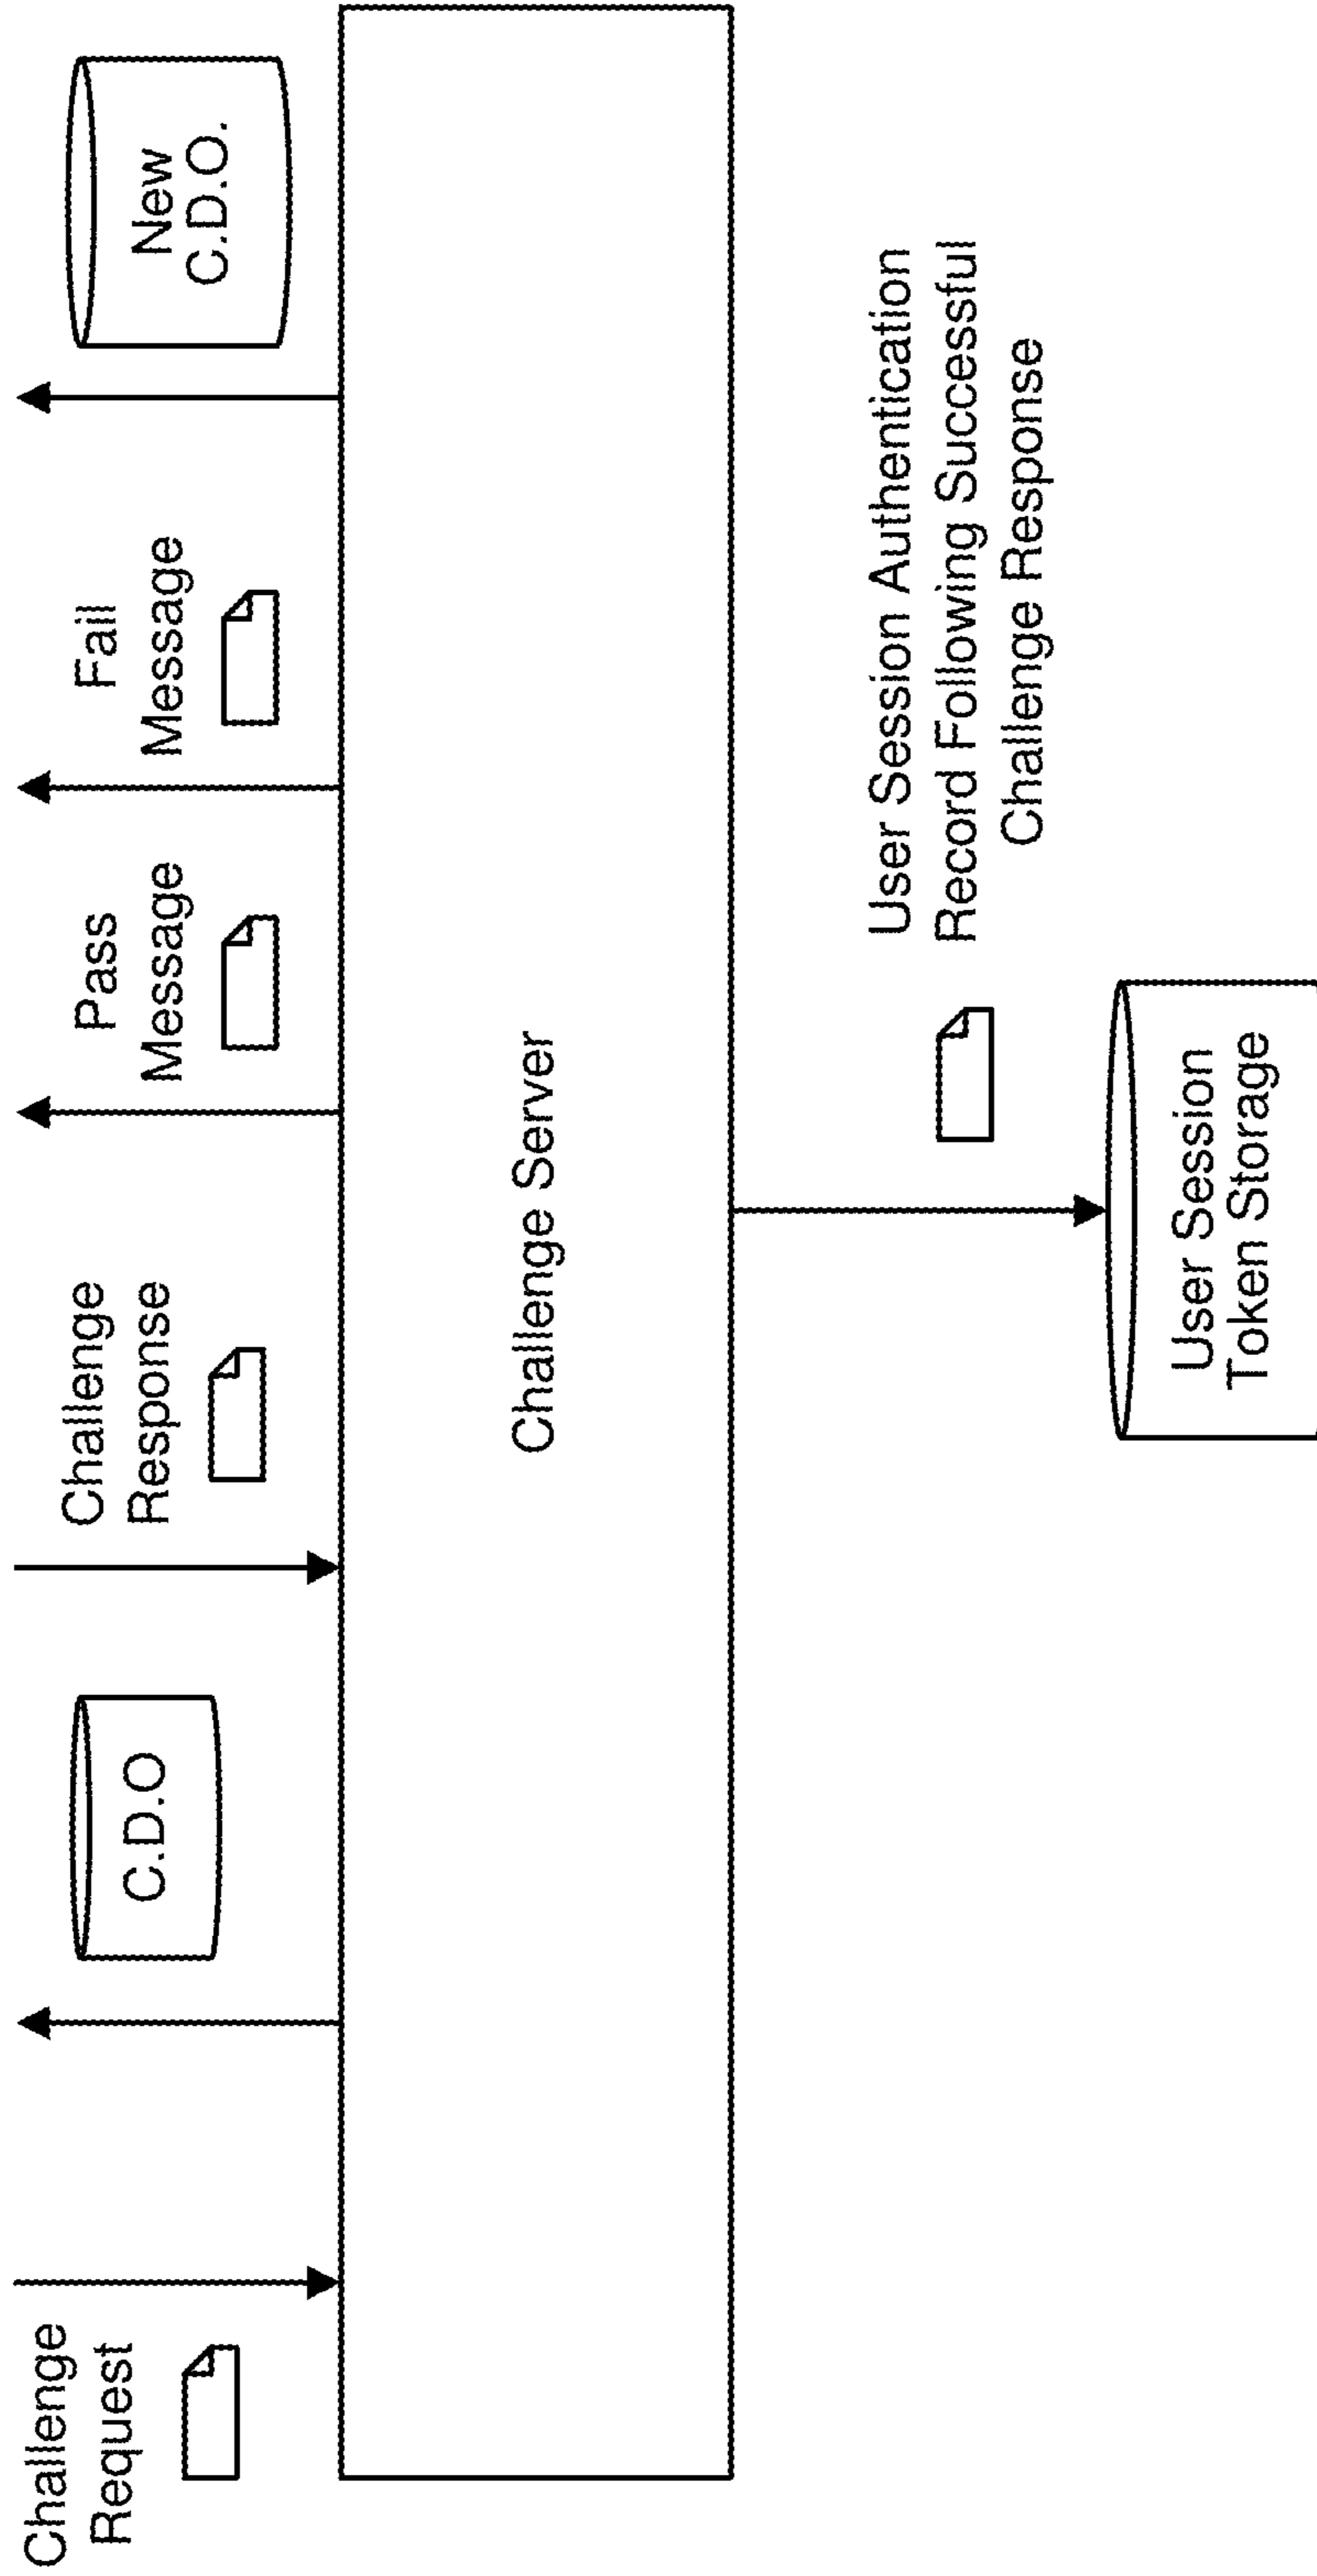 Challenge
Request
C.D.O
Challenge
Response
Pass
Message
Fail
Message
New
C.D.O.
Challenge Server
User Session Authentication
Record Following Successful
Challenge Response
User Session
Token Storage